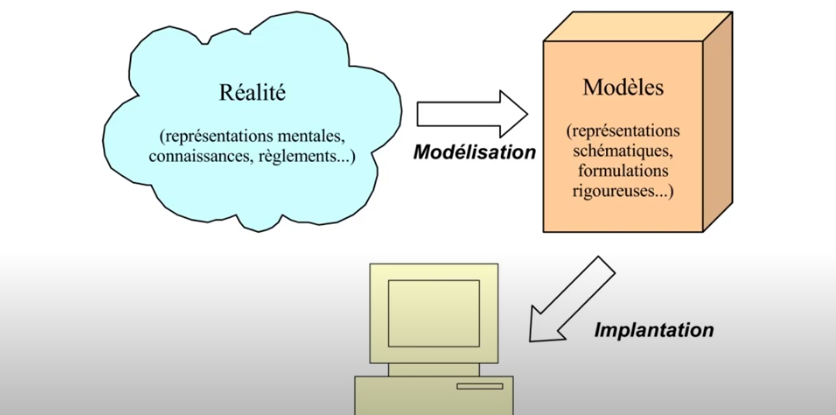 Réalité
(représentations mentales,
connaissances, règlements...)
Modélisation
Modèles
(représentations
schématiques,
formulations
rigoureuses...)
Implantation